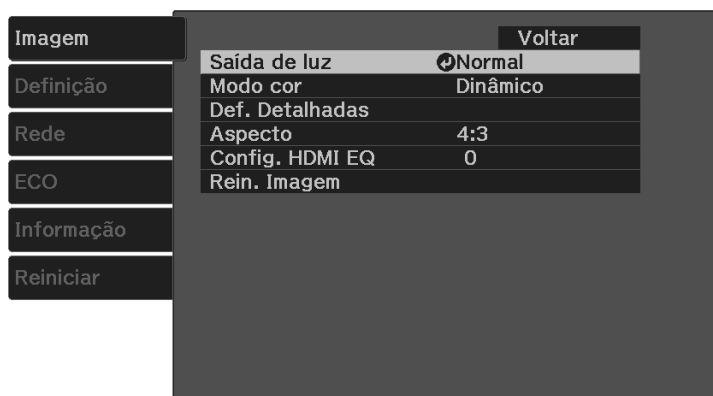 Imagem
Definição
Rede
ECO
Informação
Reiniciar
Voltar
Saída de luz Normal
Modo cor Dinâmico
Def. Detalhadas
Aspecto 4:3
Config. HDMI EQ 0
Rein. Imagem